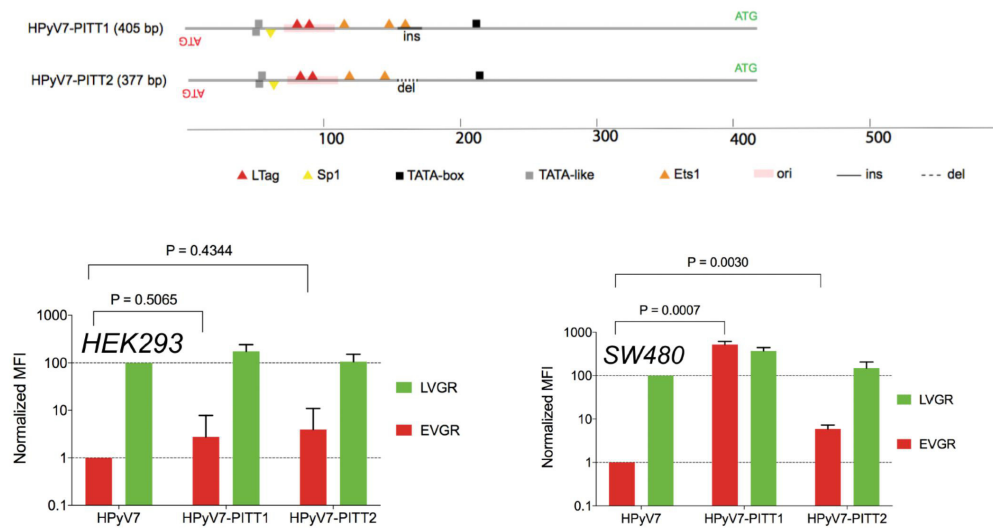 HPyV7-PITT1 (405 bp)
ATG
ATG
ins
HPyV7-PITT2 (377 bp)
ATG
ATG
del
100 200 300 400 500
LTag Sp1 TATA-box TATA-like Ets1 ori ins del
P = 0.4344
P = 0.5065
HEK293
Normalized MFI
1000
100
10
1
0.1
LVGR
EVGR
HPyV7 HPyV7-PITT1 HPyV7-PITT2
P = 0.0030
P = 0.0007
SW480
Normalized MFI
1000
100
10
1
0.1
LVGR
EVGR
HPyV7 HPyV7-PITT1 HPyV7-PITT2